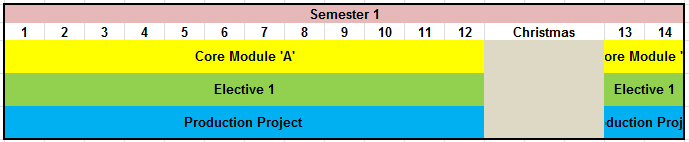 Semester 1
1 2 3 4 5 6 7 8 9 10 11 12 Christmas 13 14
Core Module 'A' ore Module '
Elective 1 Elective 1
Production Project duction Proj